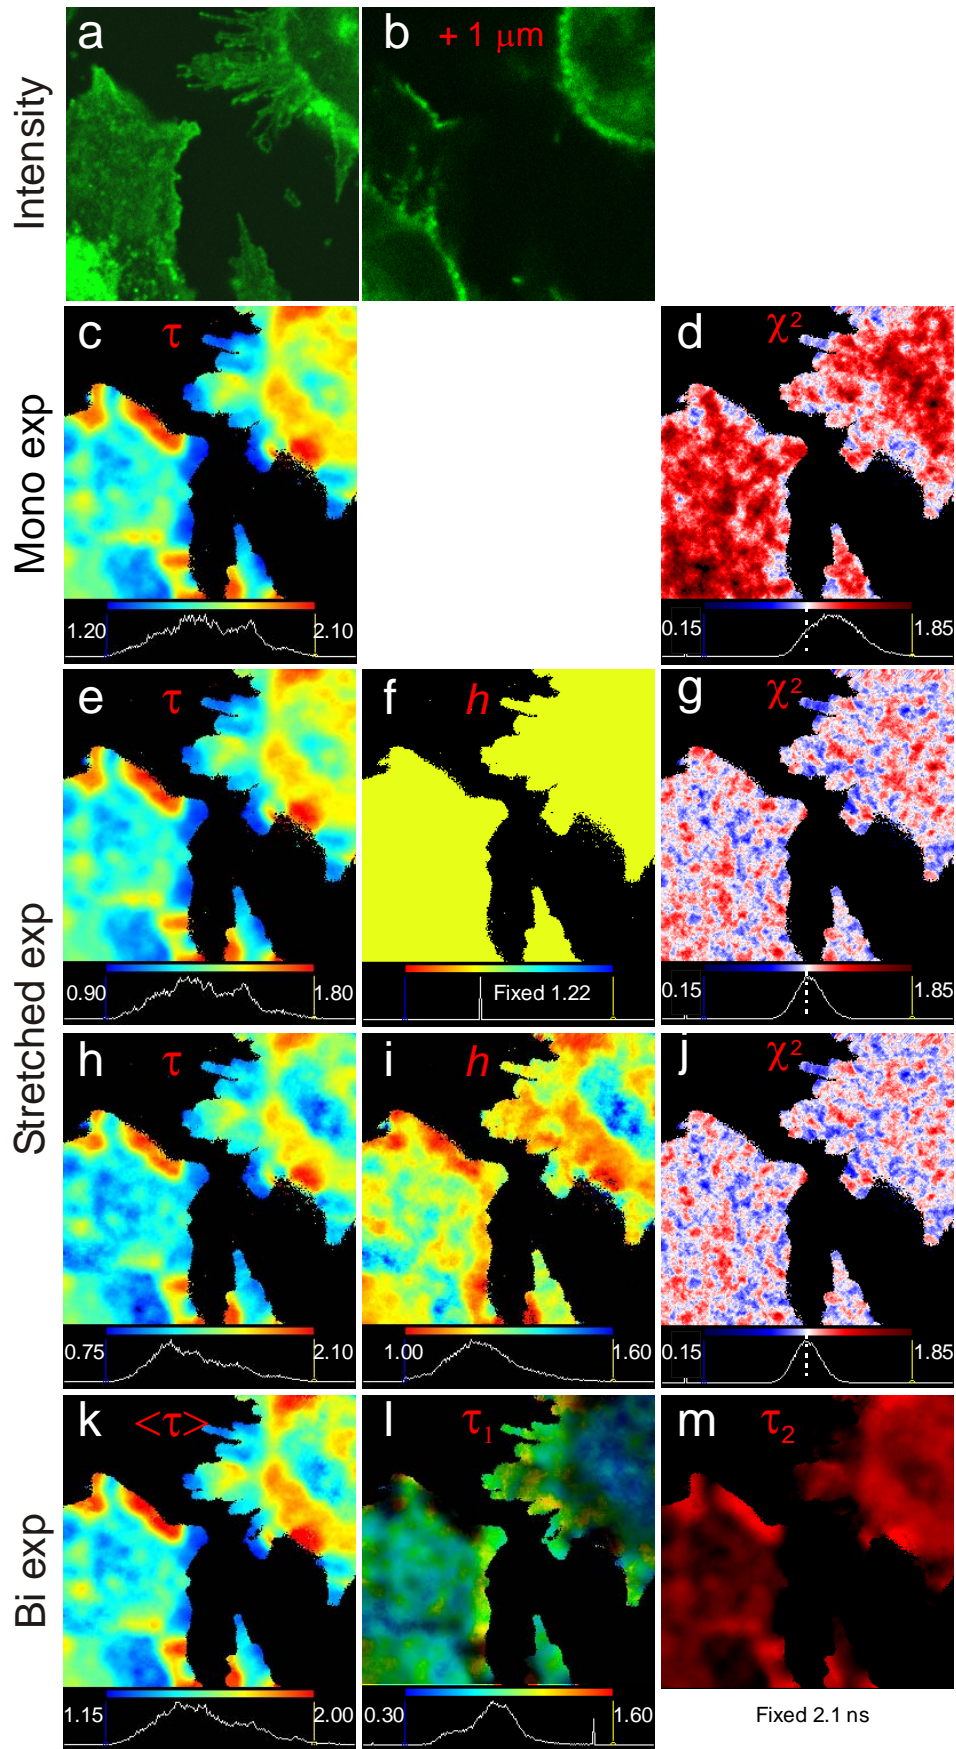 Intensity
a
b + 1 μm
Mono exp
c τ
d χ²
1.20 2.10
0.15 1.85
Stretched exp
e τ
f h
g χ²
0.90 1.80
Fixed 1.22
0.15 1.85
h τ
i h
j χ²
0.75 2.10
1.00 1.60
0.15 1.85
Bi exp
k <τ>
l τ₁
m τ₂
1.15 2.00
0.30 1.60
Fixed 2.1 ns